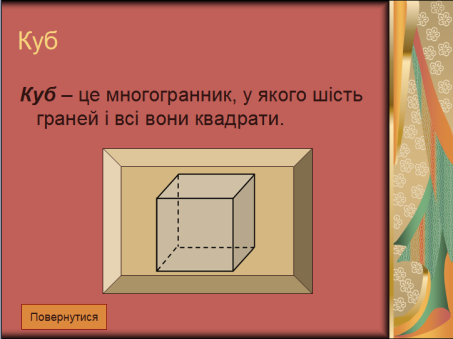 Куб
Куб – це многогранник, у якого шість
граней і всі вони квадрати.
Повернутися